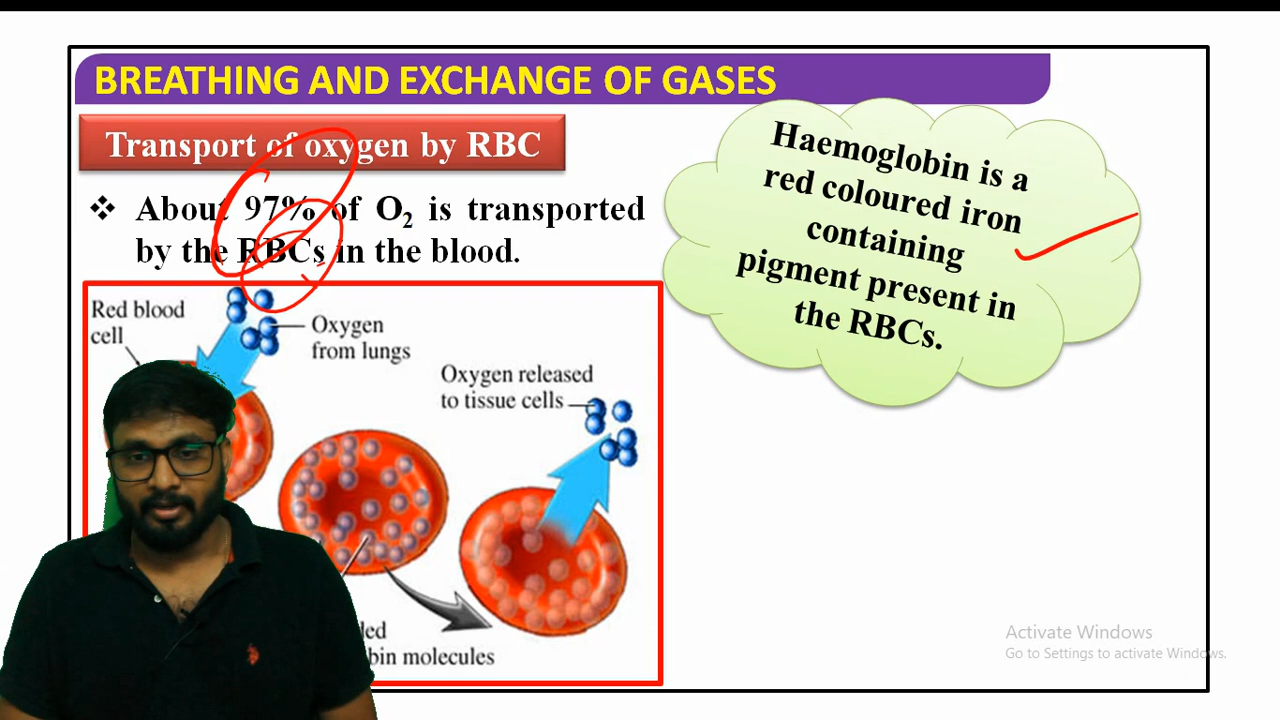 BREATHING AND EXCHANGE OF GASES
Transport of oxygen by RBC
❖ About 97% of O₂ is transported
by the RBCs in the blood.
Haemoglobin is a
red coloured iron
containing
pigment present in
the RBCs.
Red blood
cell
Oxygen
from lungs
Oxygen released
to tissue cells
molecules
Activate Windows
Go to Settings to activate Windows.